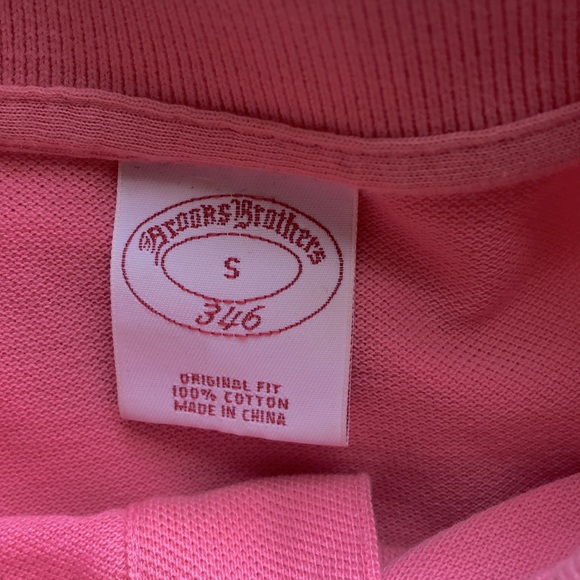 Brooks Brothers
S
346
ORIGINAL FIT
100% COTTON
MADE IN CHINA